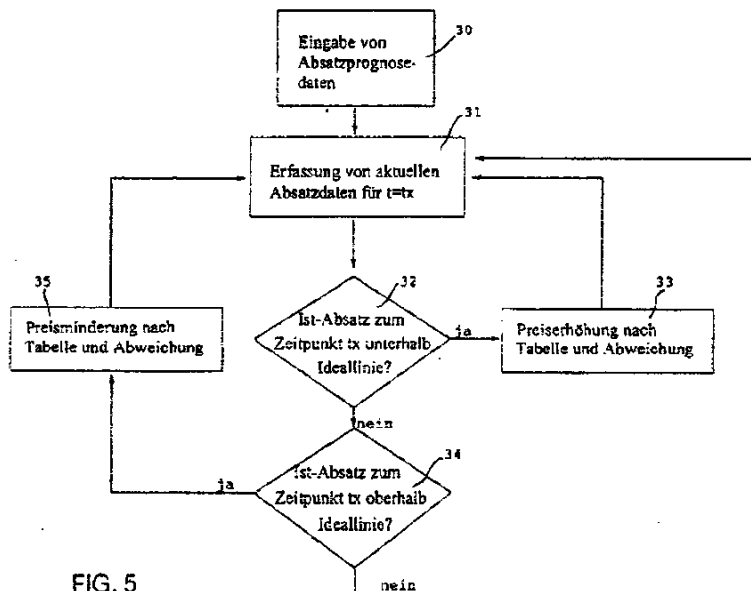 30
Eingabe von
Absatzprognose-
daten
31
Erfassung von aktuellen
Absatzdaten für t=tx
35
Preisminderung nach
Tabelle und Abweichung
32
Ist-Absatz zum
Zeitpunkt tx unterhalb
Ideallinie?
ja
33
Preiserhöhung nach
Tabelle und Abweichung
nein
34
Ist-Absatz zum
Zeitpunkt tx oberhalb
Ideallinie?
ja
nein
FIG. 5